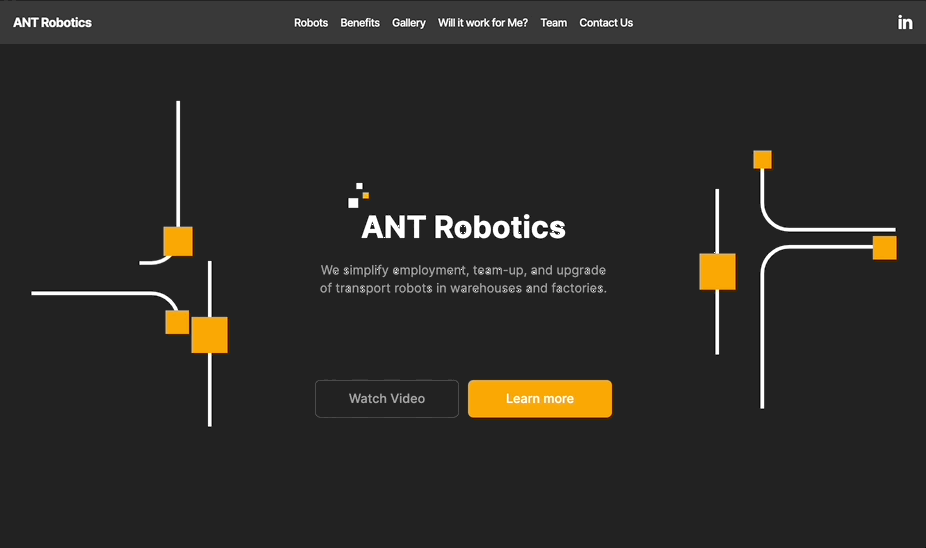 ANT Robotics
Robots Benefits Gallery Will it work for Me? Team Contact Us
in
ANT Robotics
We simplify employment, team-up, and upgrade
of transport robots in warehouses and factories.
Watch Video
Learn more